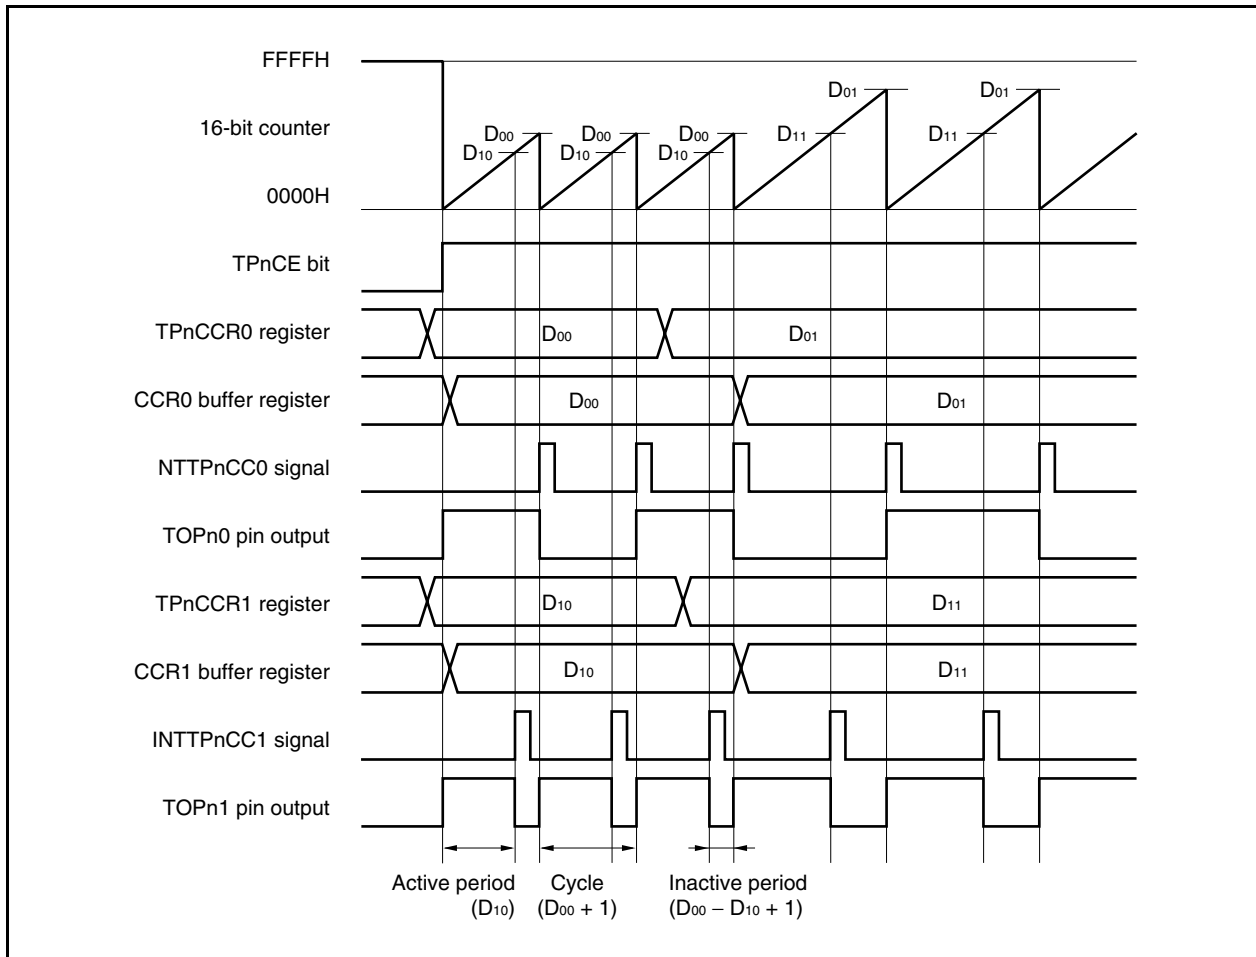 FFFFH
D01 D01
16-bit counter D00 D00 D00 D11 D11
D10 D10 D10
0000H
TPnCE bit
TPnCCR0 register D00 D01
CCR0 buffer register D00 D01
NTTPnCC0 signal
TOPn0 pin output
TPnCCR1 register D10 D11
CCR1 buffer register D10 D11
INTTPnCC1 signal
TOPn1 pin output
Active period Cycle Inactive period
(D10) (D00 + 1) (D00 − D10 + 1)